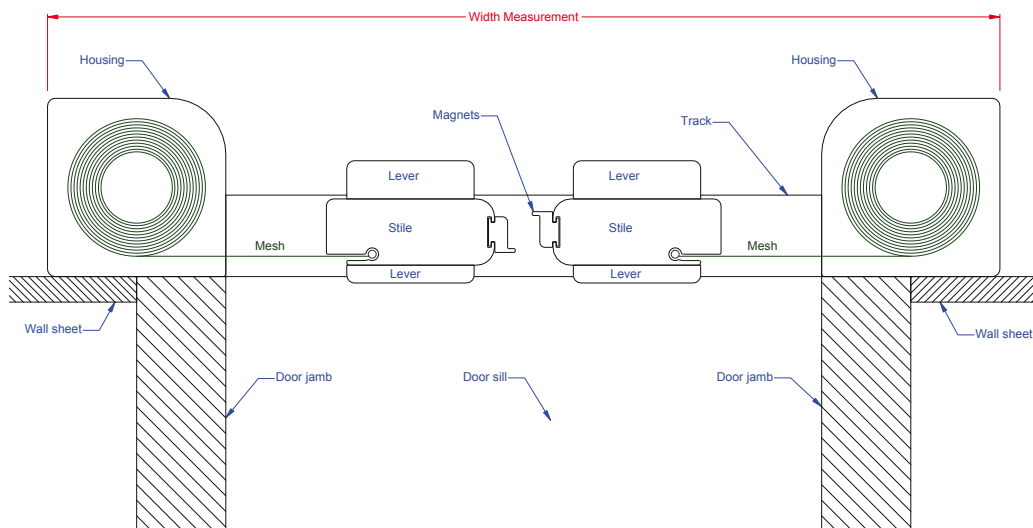 Width Measurement
Housing
Housing
Magnets
Track
Lever
Lever
Stile
Stile
Mesh
Mesh
Lever
Lever
Wall sheet
Wall sheet
Door jamb
Door sill
Door jamb